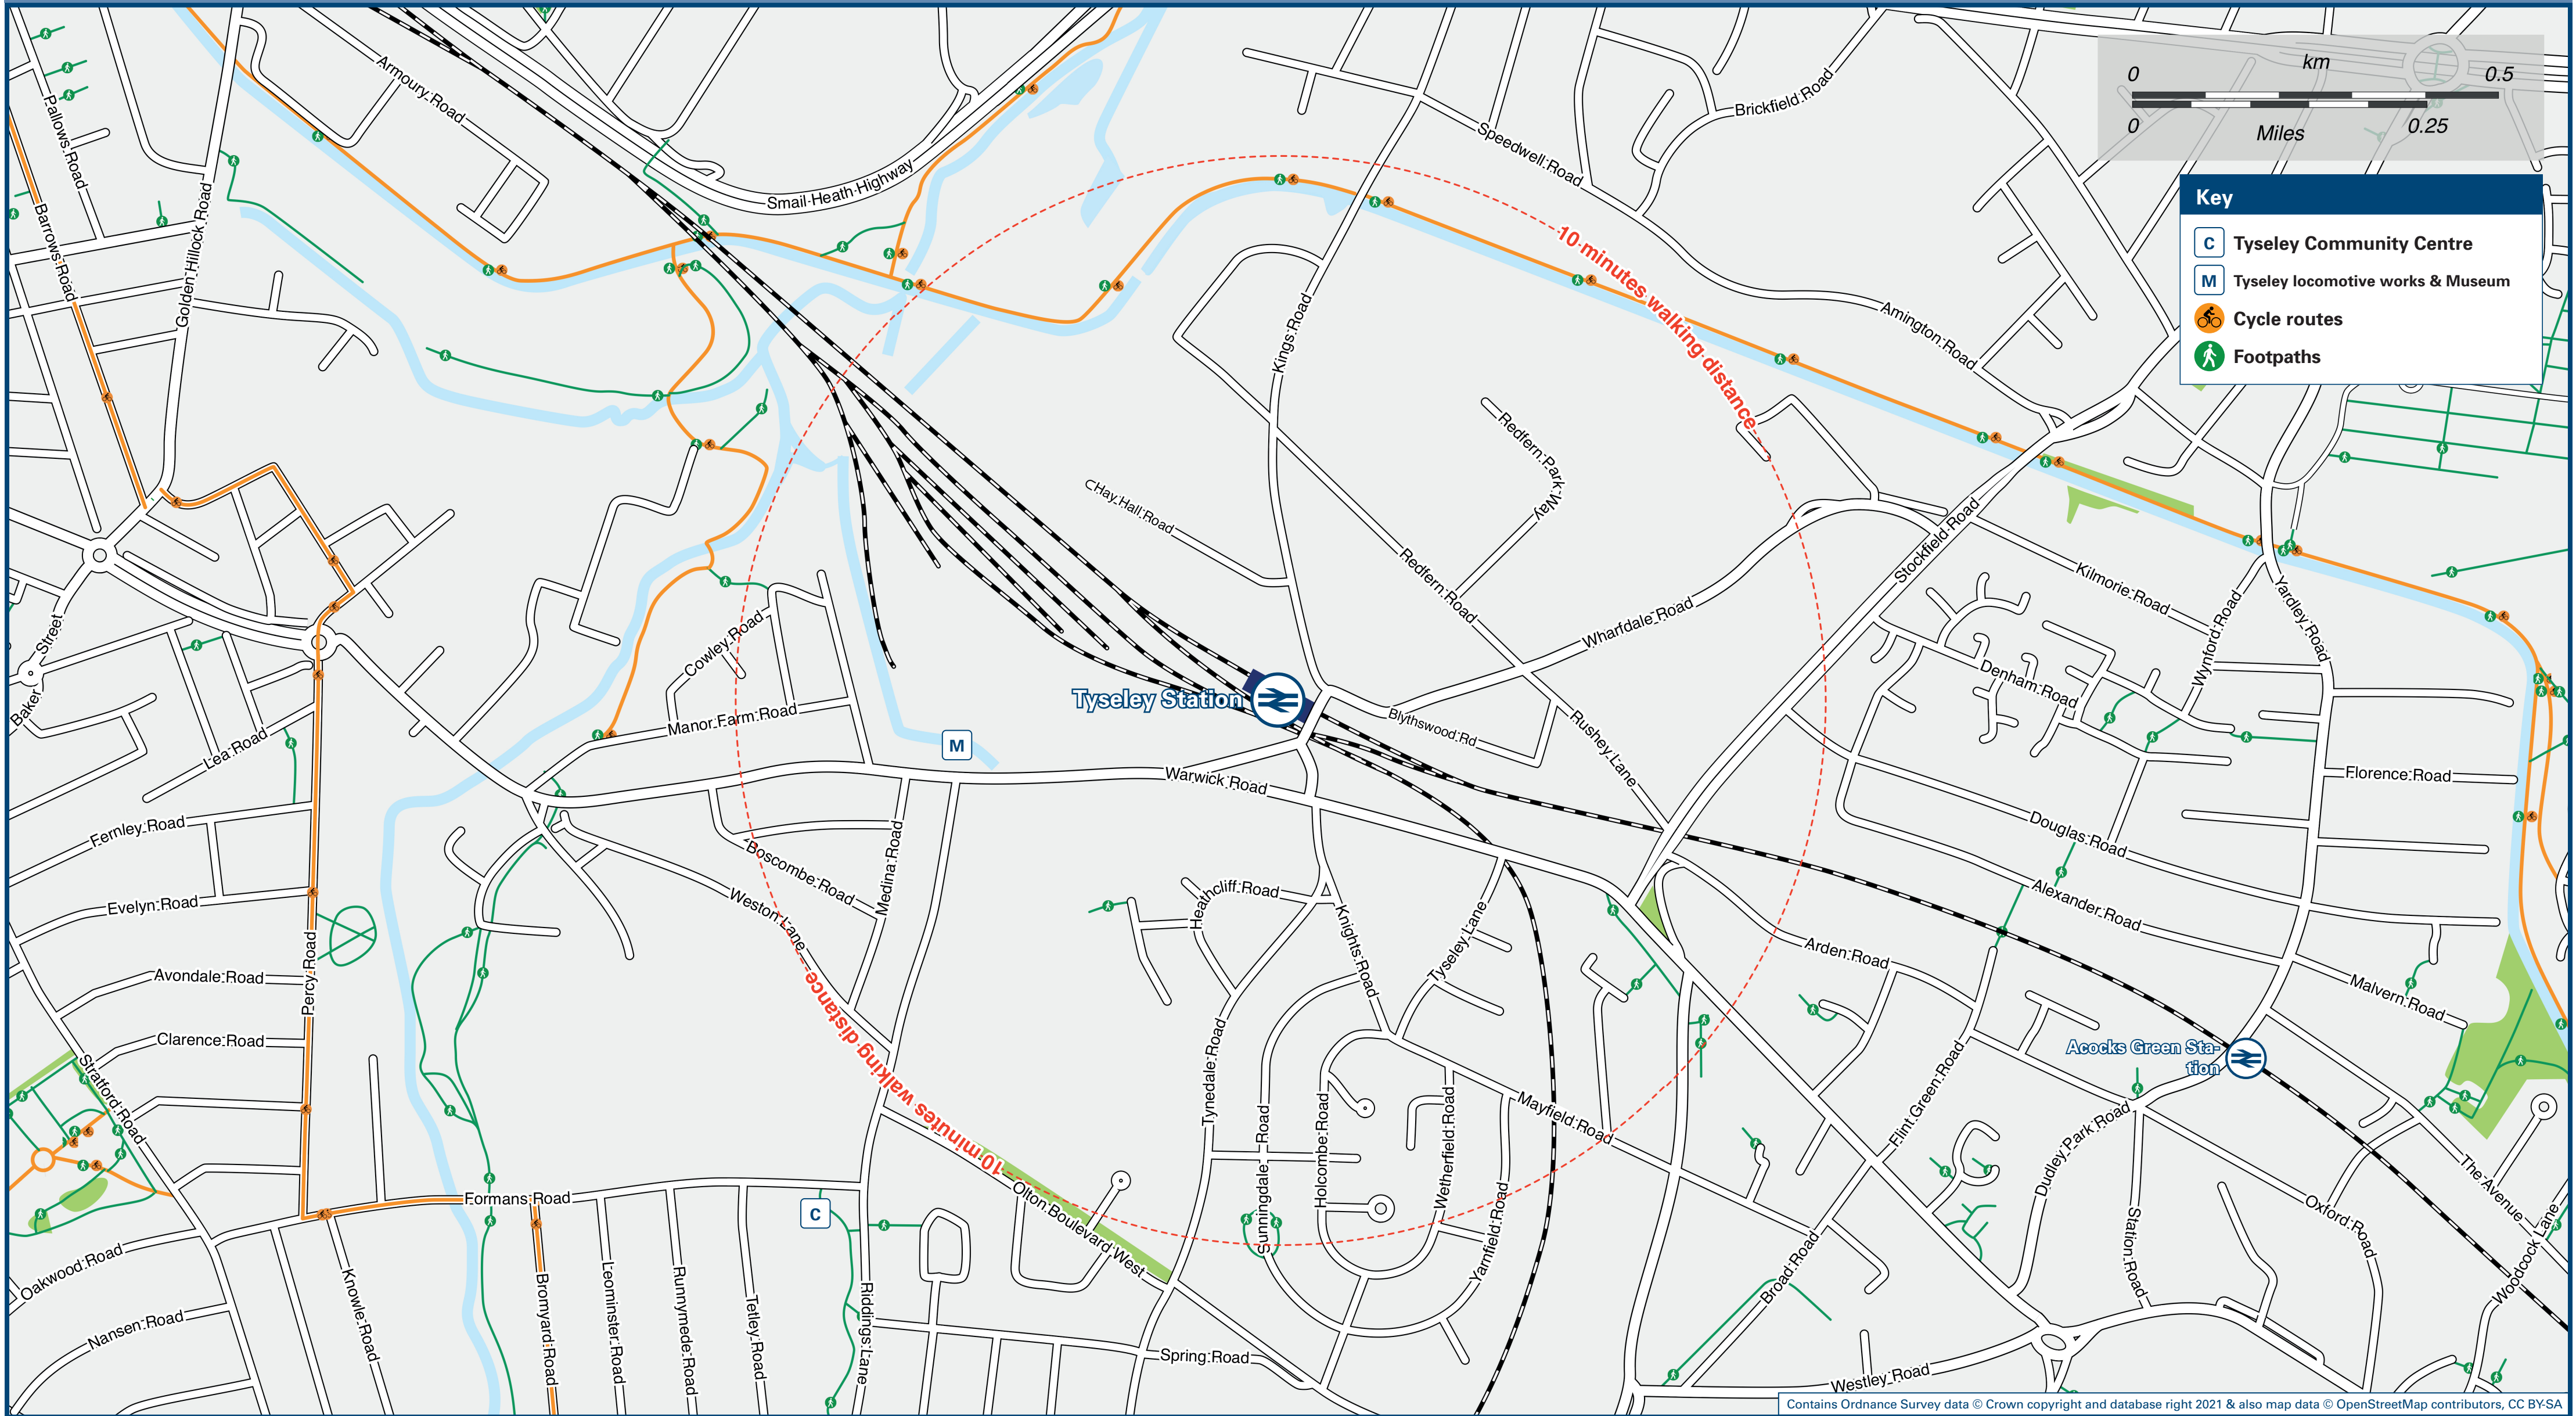 km
0
0.5
0
Miles
0.25
Key
C
Tyseley Community Centre
M
Tyseley locomotive works & Museum
Cycle routes
Footpaths
Armoury Road
Pallows Road
Barrows Road
Golden Hillock Road
Small Heath Highway
Speedwell Road
Brickfield Road
10 minutes walking distance
Amington Road
Kings Road
Redfern Park Way
Hay Hall Road
Redfern Road
Wharfdale Road
Stockfield Road
Kilmorie Road
Wynford Road
Yardley Road
Denham Road
Street
Baker
Cowley Road
Manor Farm Road
Lea Road
Tyseley Station
M
Blythswood Rd
Rushey Lane
Warwick Road
Florence Road
Douglas Road
Alexander Road
Malvern Road
Arden Road
Fernley Road
Evelyn Road
Avondale Road
Clarence Road
Percy Road
Stratford Road
Boscombe Road
Medina Road
Weston Lane
10 minutes walking distance
Heathcliff Road
Knights Road
Tyseley Lane
Tynedale Road
Sunningdale Road
Holcombe Road
Wetherfield Road
Yarnfield Road
Mayfield Road
Flint Green Road
Acocks Green Sta-
tion
Dudley Park Road
Station Road
Oxford Road
The Avenue
Woodcock Lane
Broad Road
Westley Road
Formans Road
C
Olton Boulevard West
Oakwood Road
Nansen Road
Knowle Road
Bromyard Road
Leominster Road
Runnymede Road
Tetley Road
Riddings Lane
Spring Road
Contains Ordnance Survey data © Crown copyright and database right 2021 & also map data © OpenStreetMap contributors, CC BY-SA